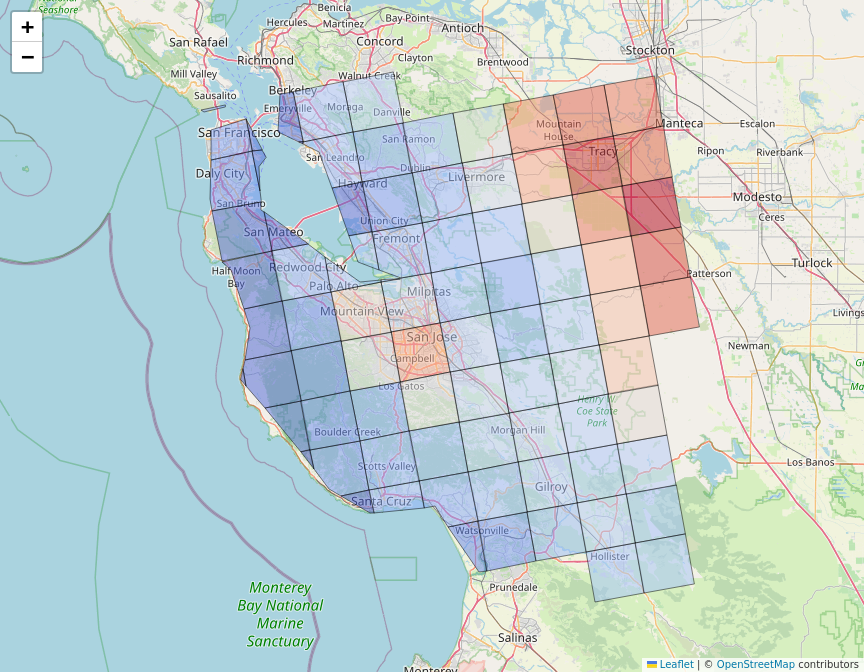 National
Seashore
+
−
Benicia
Hercules
Martinez
Bay Point
Antioch
San Rafael
Concord
Stockton
Richmond
Clayton
Brentwood
Mill Valley
Walnut Creek
Sausalito
Berkeley
Emeryville
Moraga
Danville
San Francisco
Mountain
House
Manteca
Escalon
San Ramon
San Leandro
Tracy
Ripon
Riverbank
Daly City
Dublin
Livermore
Hayward
Modesto
San Bruno
Union City
Ceres
San Mateo
Fremont
Half Moon
Bay
Redwood City
Turlock
Patterson
Palo Alto
Milpitas
Mountain View
Livings
San Jose
Newman
Campbell
Los Gatos
Henry W
Coe State
Park
Boulder Creek
Morgan Hill
Scotts Valley
Los Banos
Gilroy
Santa Cruz
Watsonville
Hollister
Prunedale
Monterey
Bay National
Marine
Sanctuary
Salinas
Monterey
Leaflet | © OpenStreetMap contributors